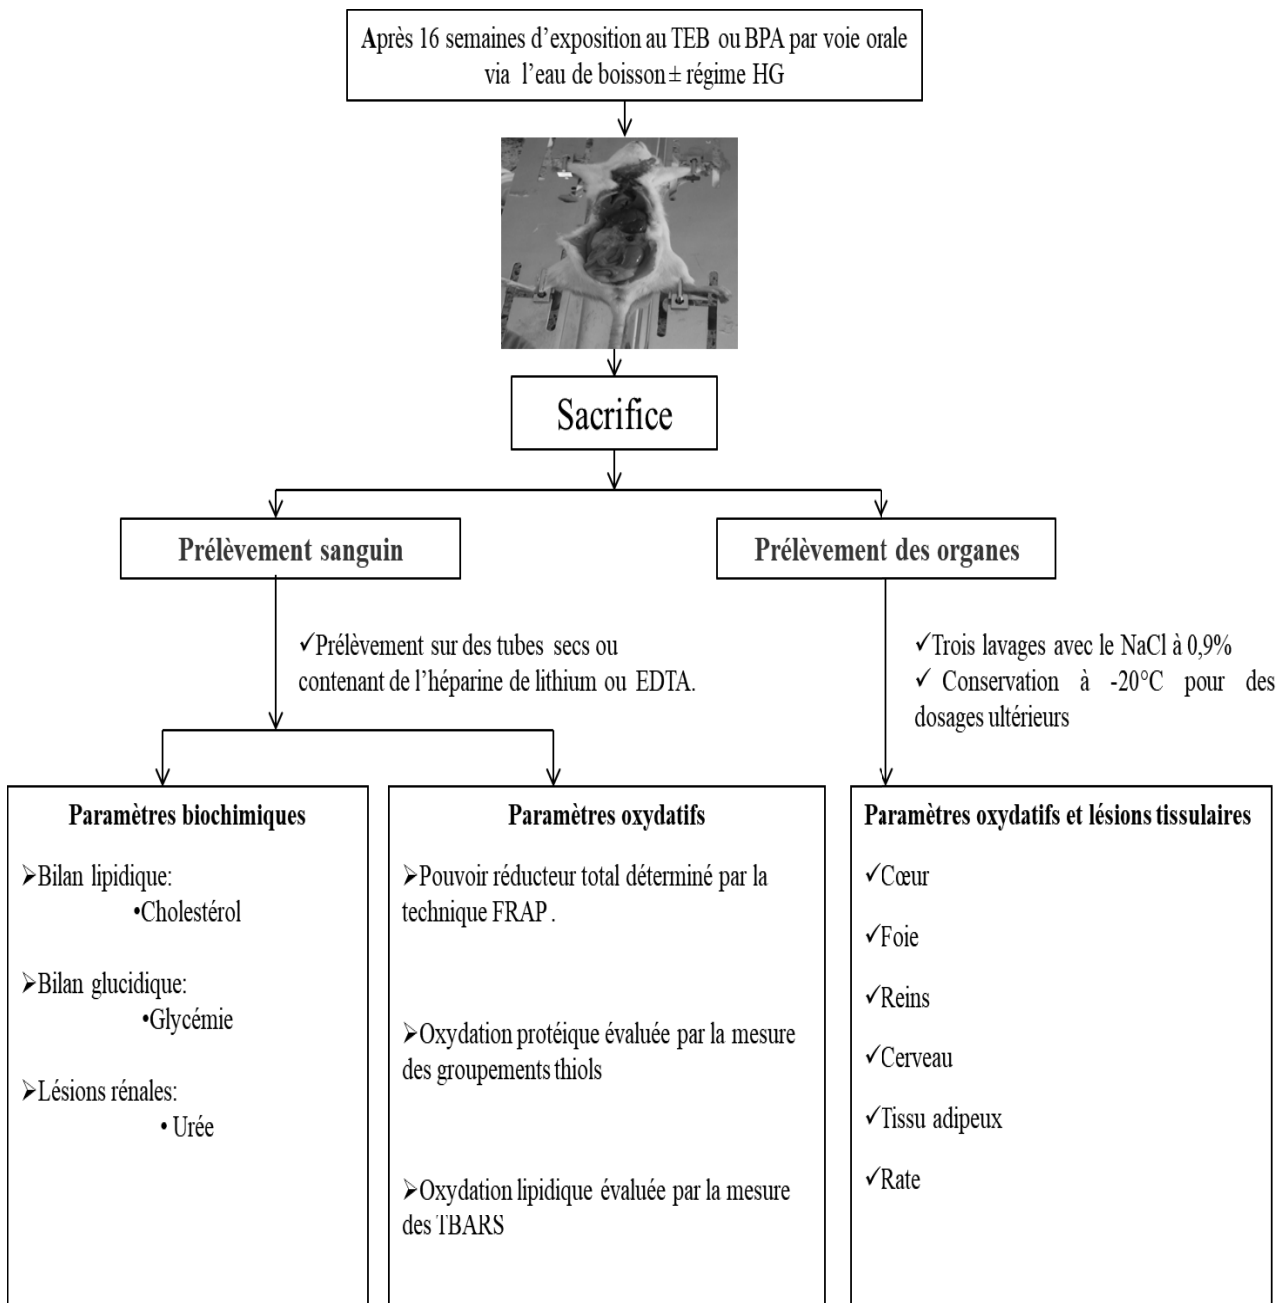 Après 16 semaines d’exposition au TEB ou BPA par voie orale
via l’eau de boisson ± régime HG
Sacrifice
Prélèvement sanguin
Prélèvement des organes
✓Prélèvement sur des tubes secs ou
contenant de l’héparine de lithium ou EDTA.
✓Trois lavages avec le NaCl à 0,9%
✓ Conservation à -20°C pour des
dosages ultérieurs
Paramètres biochimiques
➢Bilan lipidique:
•Cholestérol
➢Bilan glucidique:
•Glycémie
➢Lésions rénales:
• Urée
Paramètres oxydatifs
➢Pouvoir réducteur total déterminé par la
technique FRAP .
➢Oxydation protéique évaluée par la mesure
des groupements thiols
➢Oxydation lipidique évaluée par la mesure
des TBARS
Paramètres oxydatifs et lésions tissulaires
✓Cœur
✓Foie
✓Reins
✓Cerveau
✓Tissu adipeux
✓Rate